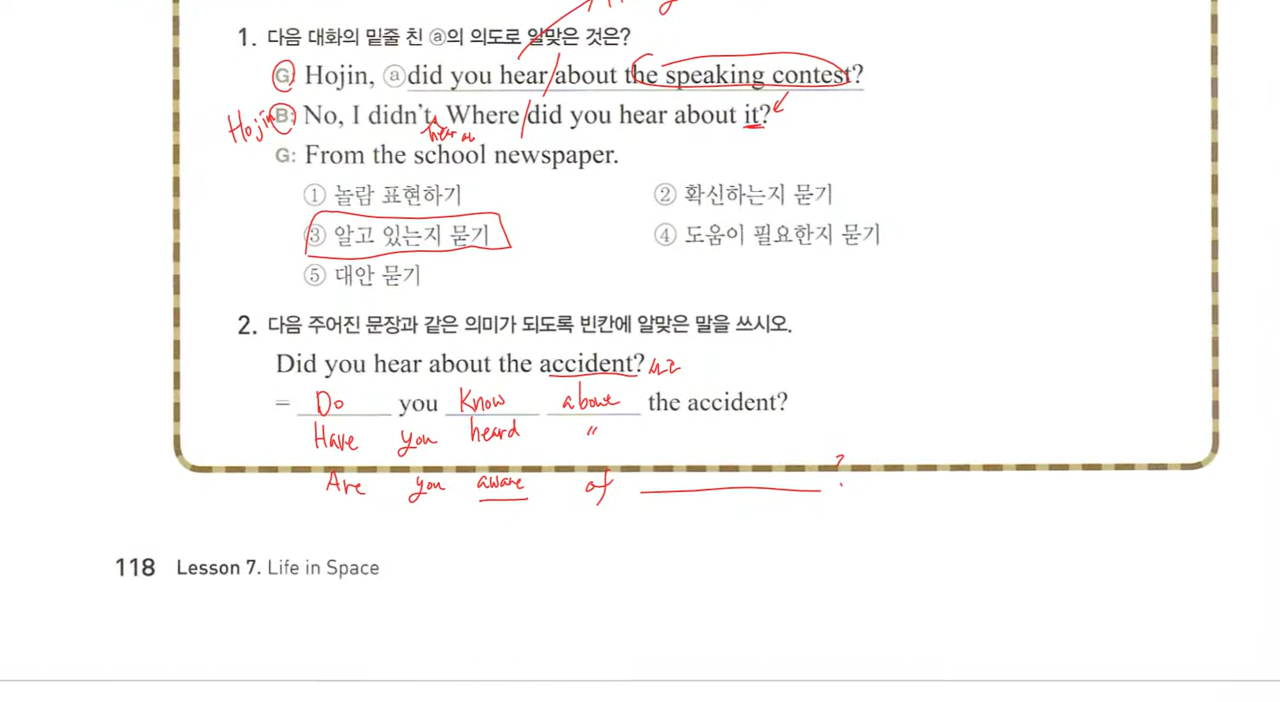 1. 다음 대화의 밑줄 친 ⓐ의 의도로 알맞은 것은?
G: Hojin, ⓐdid you hear about the speaking contest?
Hojin B: No, I didn't. Where did you hear about it?
hear
G: From the school newspaper.
① 놀람 표현하기 ② 확신하는지 묻기
③ 알고 있는지 묻기 ④ 도움이 필요한지 묻기
⑤ 대안 묻기
2. 다음 주어진 문장과 같은 의미가 되도록 빈칸에 알맞은 말을 쓰시오.
Did you hear about the accident? 사고
= Do you Know about the accident?
Have you heard "
Are you aware of ?
118 Lesson 7. Life in Space